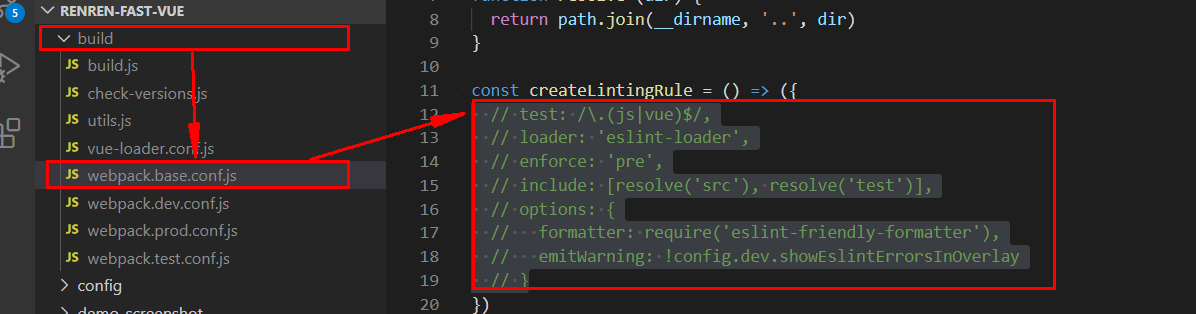 5
RENREN-FAST-VUE
build
JS build.js
JS check-versions.js
JS utils.js
JS vue-loader.conf.js
JS webpack.base.conf.js
JS webpack.dev.conf.js
JS webpack.prod.conf.js
JS webpack.test.conf.js
config
demo-screenshot
8 return path.join(__dirname, '..', dir)
9 }
10
11 const createLintingRule = () => ({
12 // test: /\.(js|vue)$/,
13 // loader: 'eslint-loader',
14 // enforce: 'pre',
15 // include: [resolve('src'), resolve('test')],
16 // options: {
17 // formatter: require('eslint-friendly-formatter'),
18 // emitWarning: !config.dev.showEslintErrorsInOverlay
19 // }
20 })